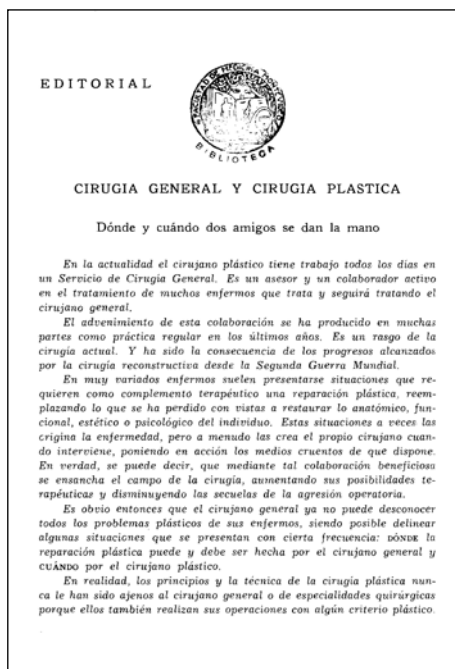 EDITORIAL
FACULTAD DE MEDICINA MONTEVIDEO
BIBLIOTECA
CIRUGIA GENERAL Y CIRUGIA PLASTICA
Dónde y cuándo dos amigos se dan la mano
En la actualidad el cirujano plástico tiene trabajo todos los días en
un Servicio de Cirugía General. Es un asesor y un colaborador activo
en el tratamiento de muchos enfermos que trata y seguirá tratando el
cirujano general.
El advenimiento de esta colaboración se ha producido en muchas
partes como práctica regular en los últimos años. Es un rasgo de la
cirugía actual. Y ha sido la consecuencia de los progresos alcanzados
por la cirugía reconstructiva desde la Segunda Guerra Mundial.
En muy variados enfermos suelen presentarse situaciones que re-
quieren como complemento terapéutico una reparación plástica, reem-
plazando lo que se ha perdido con vistas a restaurar lo anatómico, fun-
cional, estético o psicológico del individuo. Estas situaciones a veces las
crigina la enfermedad, pero a menudo las crea el propio cirujano cuan-
do interviene, poniendo en acción los medios cruentos de que dispone.
En verdad, se puede decir, que mediante tal colaboración beneficiosa
se ensancha el campo de la cirugía, aumentando sus posibilidades te-
rapéuticas y disminuyendo las secuelas de la agresión operatoria.
Es obvio entonces que el cirujano general ya no puede desconocer
todos los problemas plásticos de sus enfermos, siendo posible delinear
algunas situaciones que se presentan con cierta frecuencia: DÓNDE la
reparación plástica puede y debe ser hecha por el cirujano general y
CUÁNDO por el cirujano plástico.
En realidad, los principios y la técnica de la cirugía plástica nun-
ca le han sido ajenos al cirujano general o de especialidades quirúrgicas
porque ellos también realizan sus operaciones con algún criterio plástico.